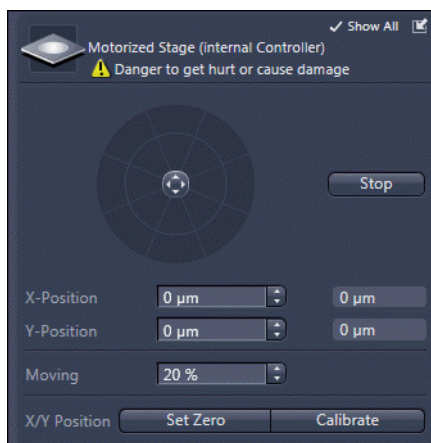 Show All
Motorized Stage (internal Controller)
Danger to get hurt or cause damage
Stop
X-Position 0 µm 0 µm
Y-Position 0 µm 0 µm
Moving 20 %
X/Y Position Set Zero Calibrate